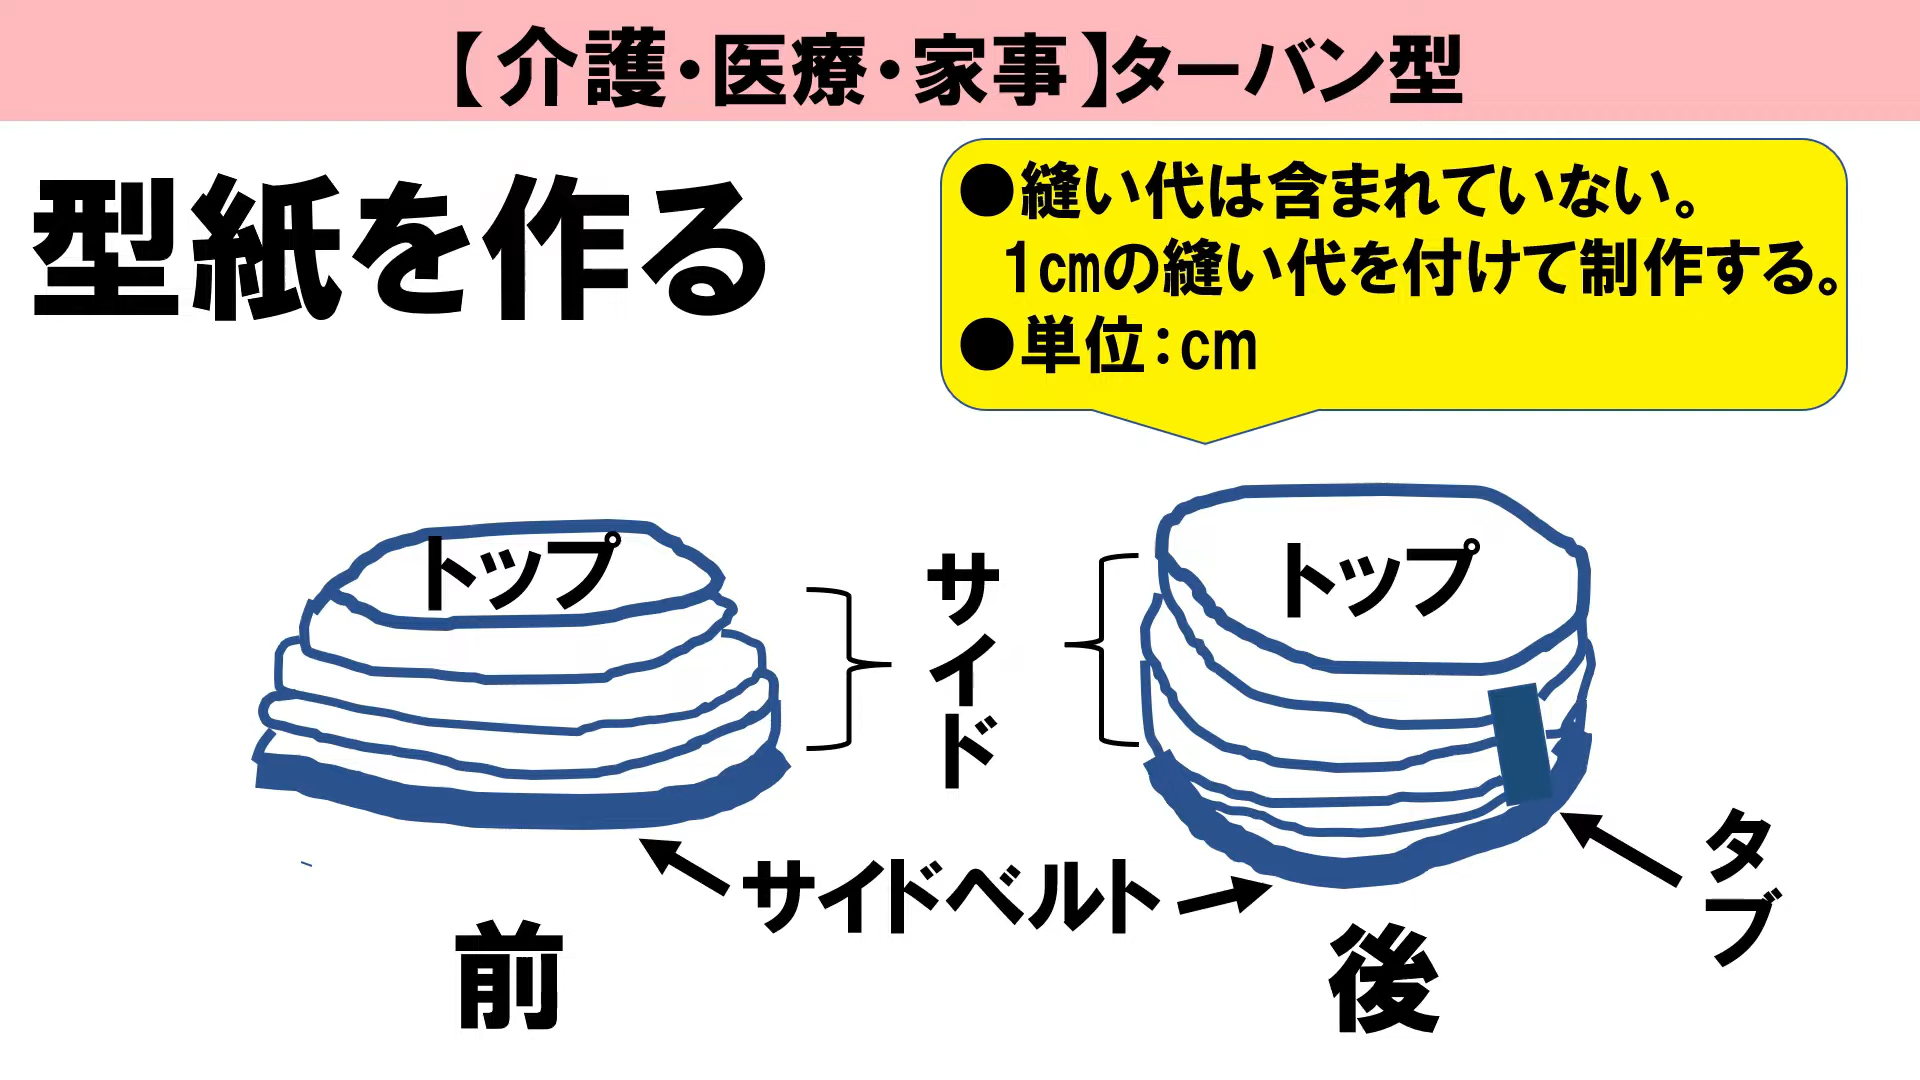 【介護・医療・家事】ターバン型
型紙を作る
●縫い代は含まれていない。
1cmの縫い代を付けて制作する。
●単位：cm
トップ
サイド
トップ
サイドベルト
タブ
前
後